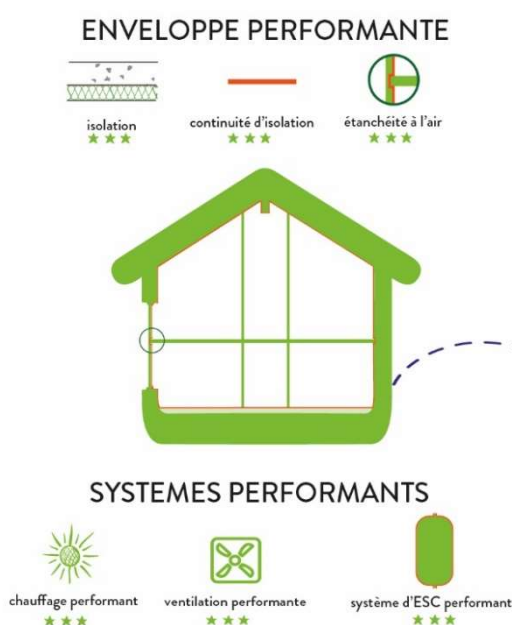 ENVELOPPE PERFORMANTE
isolation
continuité d'isolation
étanchéité à l'air
SYSTEMES PERFORMANTS
chauffage performant
ventilation performante
système d'ESC performant